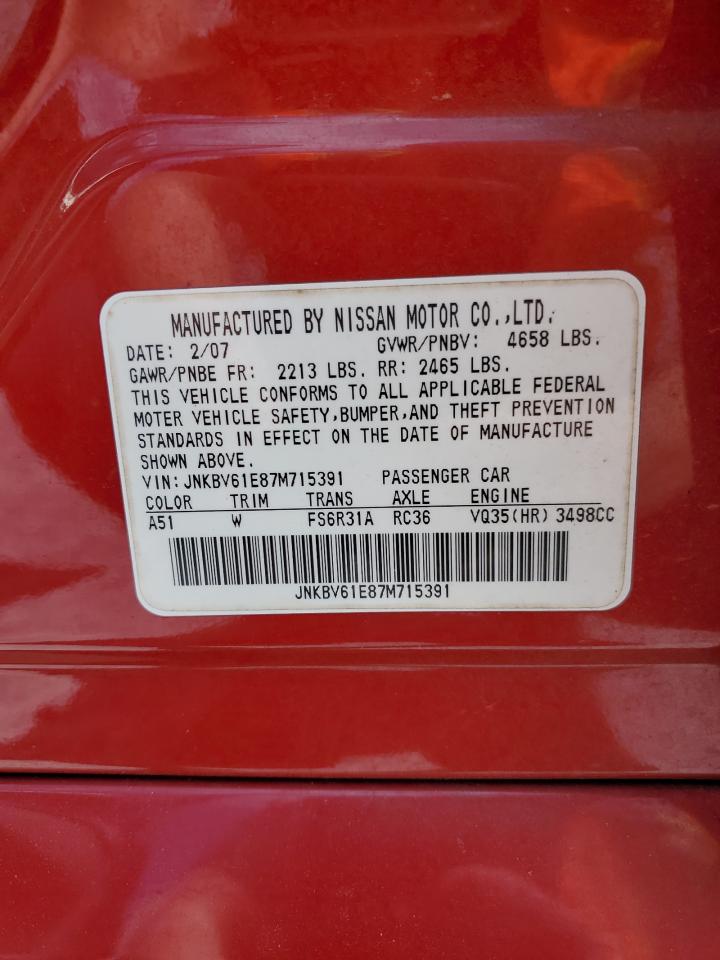 MANUFACTURED BY NISSAN MOTOR CO.,LTD.
DATE: 2/07 GVWR/PNBV: 4658 LBS.
GAWR/PNBE FR: 2213 LBS. RR: 2465 LBS.
THIS VEHICLE CONFORMS TO ALL APPLICABLE FEDERAL
MOTER VEHICLE SAFETY,BUMPER,AND THEFT PREVENTION
STANDARDS IN EFFECT ON THE DATE OF MANUFACTURE
SHOWN ABOVE.
VIN: JNKBV61E87M715391 PASSENGER CAR
COLOR TRIM TRANS AXLE ENGINE
A51 W FS6R31A RC36 VQ35(HR) 3498CC
JNKBV61E87M715391